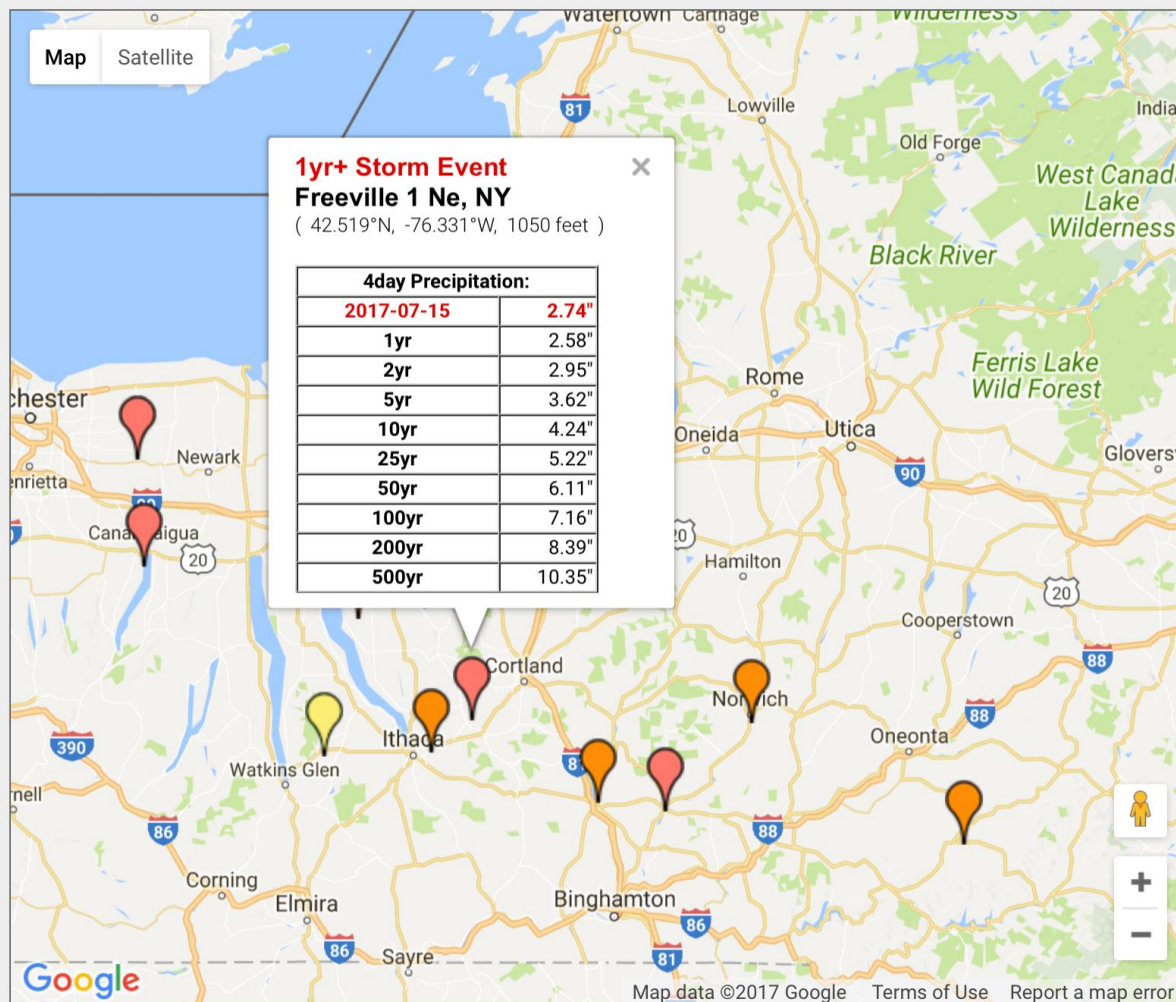 Watertown Carthage
Wilderness
Map Satellite
81
Lowville
India
Old Forge
West Canad
Lake
Wilderness
Black River
1yr+ Storm Event ×
Freeville 1 Ne, NY
( 42.519°N, -76.331°W, 1050 feet )
4day Precipitation:
2017-07-15 2.74"
1yr 2.58"
2yr 2.95"
5yr 3.62"
10yr 4.24"
25yr 5.22"
50yr 6.11"
100yr 7.16"
200yr 8.39"
500yr 10.35"
Ferris Lake
Wild Forest
Rome
chester
Utica
Oneida
Newark
Glovers
90
enrietta
20
20
Hamilton
20
Cooperstown
88
Cortland
Norwich
88
390
Ithaca
Oneonta
Watkins Glen
nell
86
88
Corning
Elmira
Binghamton
86
86
81
Sayre
Google
+
−
Map data ©2017 Google Terms of Use Report a map error